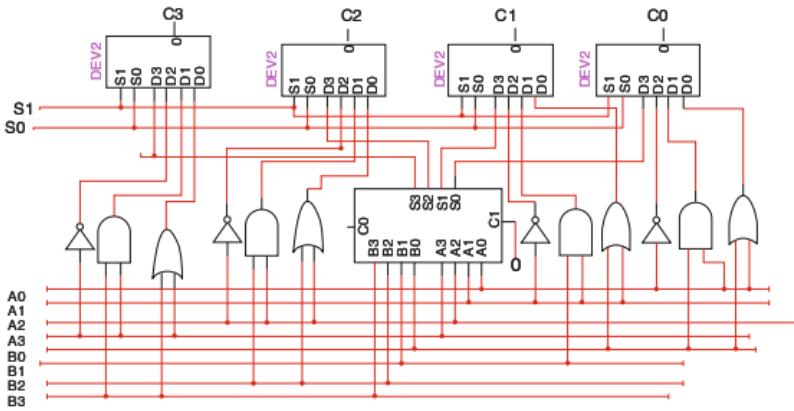 C3 C2 C1 C0
0 0 0 0
DEV2 DEV2 DEV2 DEV2
S1 S0 D3 D2 D1 D0 S1 S0 D3 D2 D1 D0 S1 S0 D3 D2 D1 D0 S1 S0 D3 D2 D1 D0
S1
S0
S3 S2 S1 S0
C0 C1
B3 B2 B1 B0 A3 A2 A1 A0
0
A0
A1
A2
A3
B0
B1
B2
B3